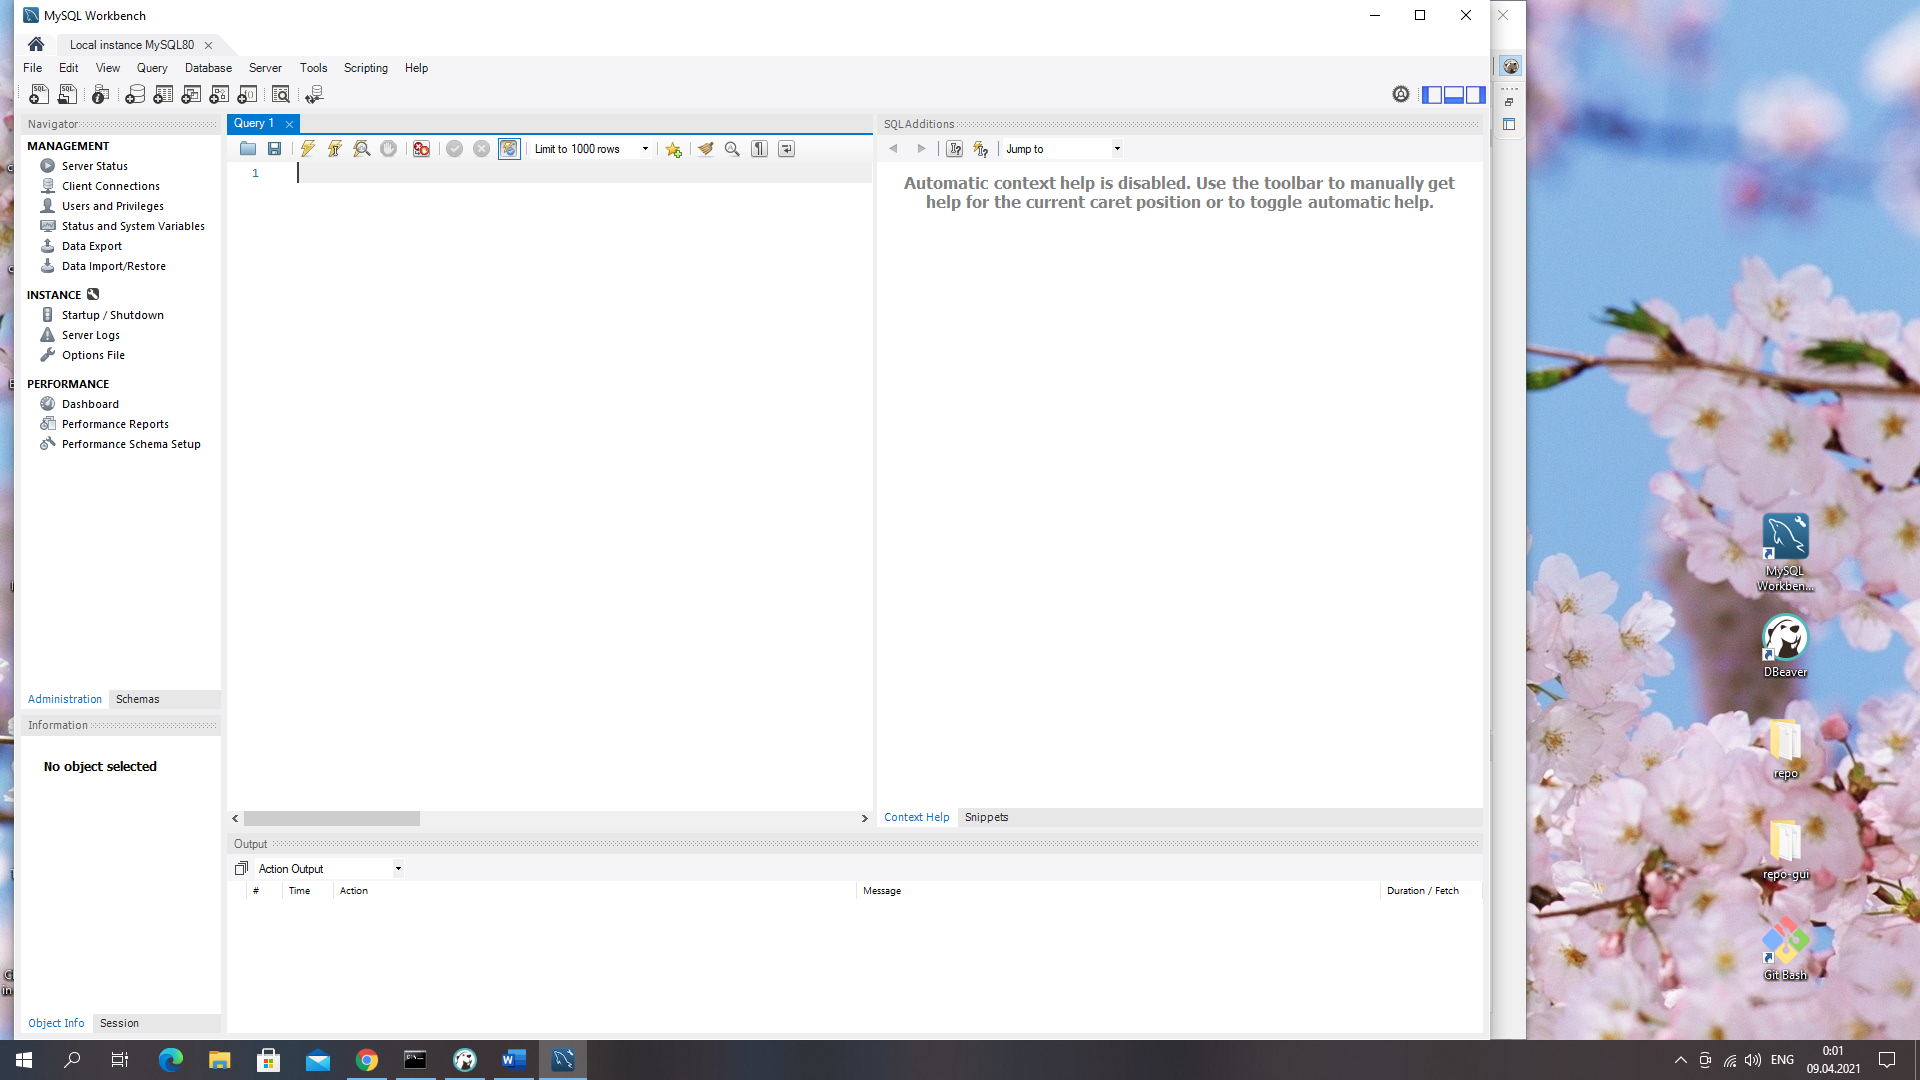 MySQL Workbench
Local instance MySQL80
File Edit View Query Database Server Tools Scripting Help
Navigator
MANAGEMENT
Server Status
Client Connections
Users and Privileges
Status and System Variables
Data Export
Data Import/Restore
INSTANCE
Startup / Shutdown
Server Logs
Options File
PERFORMANCE
Dashboard
Performance Reports
Performance Schema Setup
Administration Schemas
Information
No object selected
Object Info Session
Query 1
Limit to 1000 rows
1
SQLAdditions
Jump to
Automatic context help is disabled. Use the toolbar to manually get
help for the current caret position or to toggle automatic help.
Context Help Snippets
Output
Action Output
# Time Action Message Duration / Fetch
MySQL
Workben...
DBeaver
repo
repo-gui
Git Bash
ENG
0:01
09.04.2021